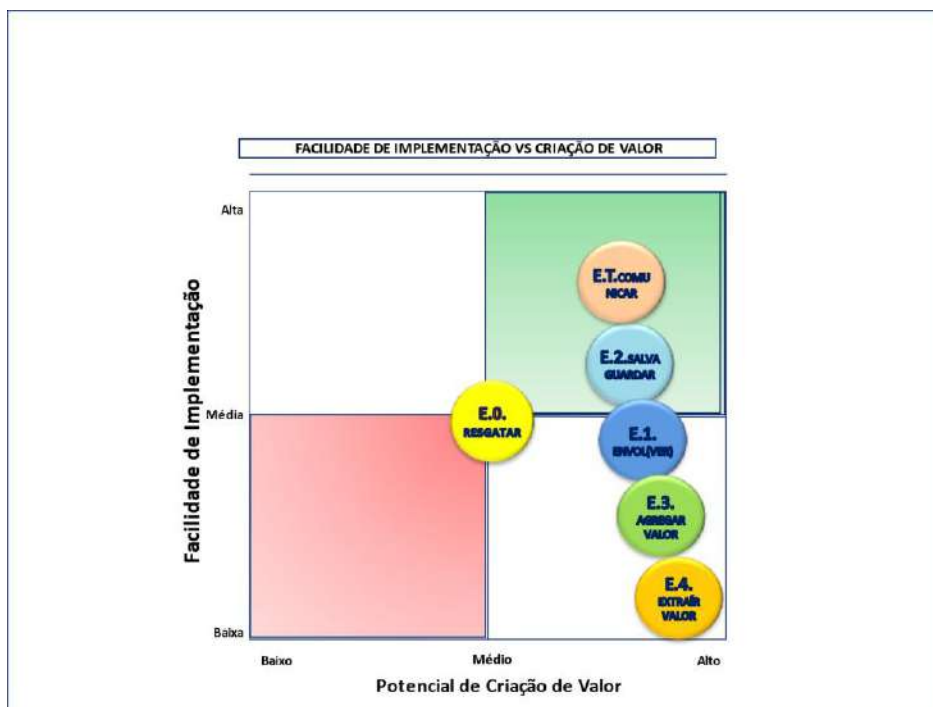 FACILIDADE DE IMPLEMENTAÇÃO VS CRIAÇÃO DE VALOR
Alta
Média
Baixa
Facilidade de Implementação
E.T.COMU
NICAR
E.2.SALVA
GUARDAR
E.0.
RESGATAR
E.1.
ENVOL(VER)
E.3.
AGREGAR
VALOR
E.4.
EXTRAÍR
VALOR
Baixo
Médio
Alto
Potencial de Criação de Valor